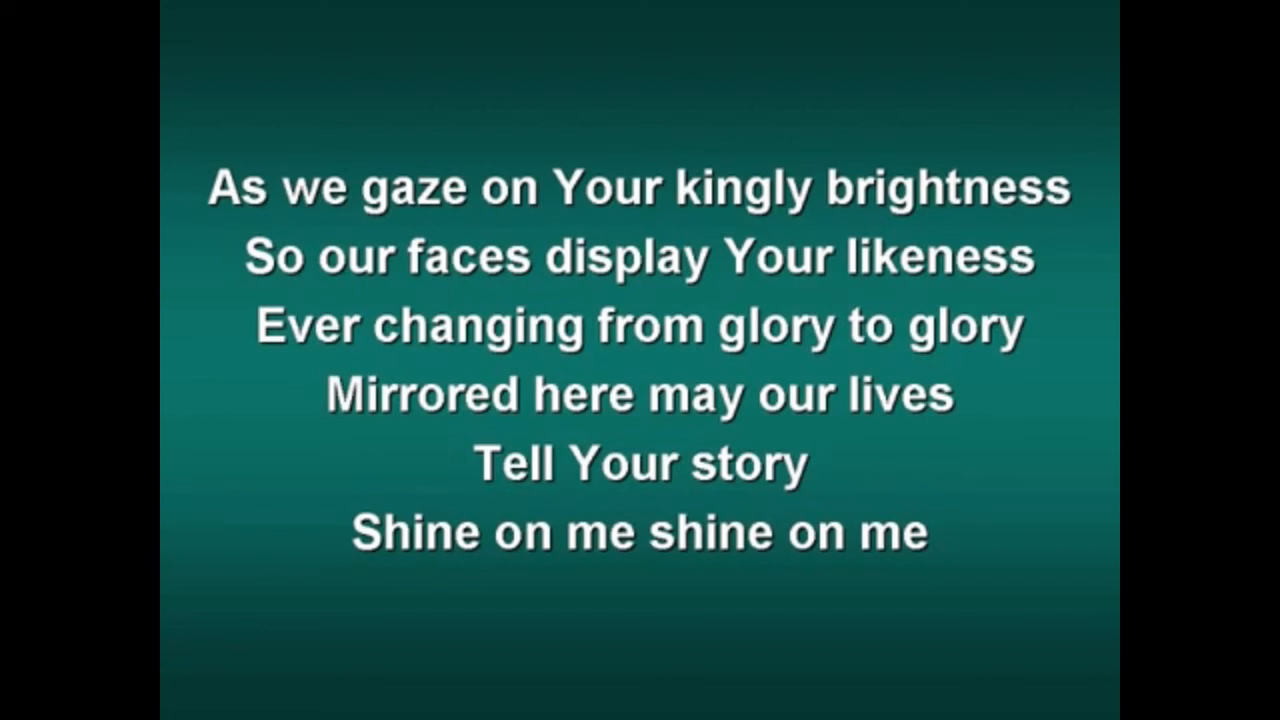 As we gaze on Your kingly brightness
So our faces display Your likeness
Ever changing from glory to glory
Mirrored here may our lives
Tell Your story
Shine on me shine on me